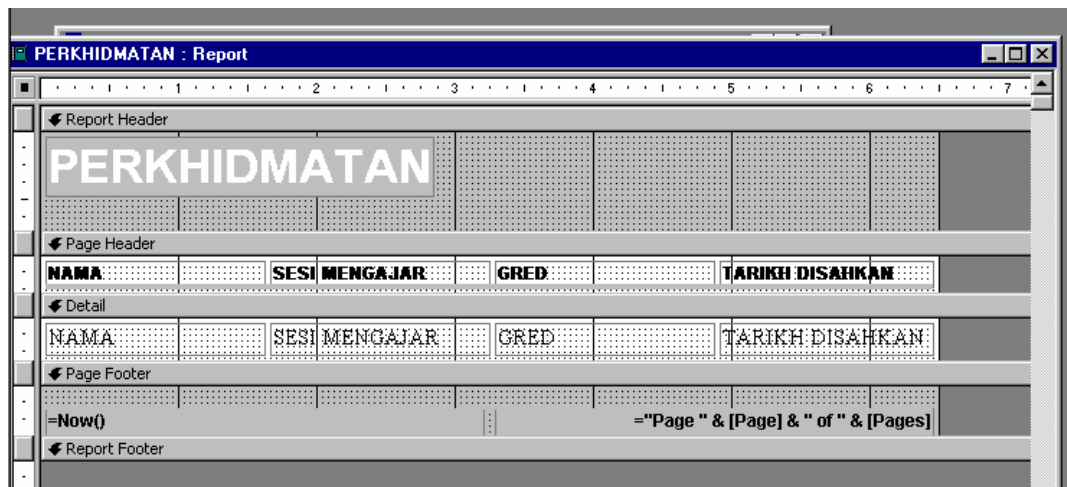 PERKHIDMATAN : Report
1 2 3 4 5 6 7
Report Header
PERKHIDMATAN
Page Header
NAMA SESI MENGAJAR GRED TARIKH DISAHKAN
Detail
NAMA SESI MENGAJAR GRED TARIKH DISAHKAN
Page Footer
=Now() ="Page " & [Page] & " of " & [Pages]
Report Footer